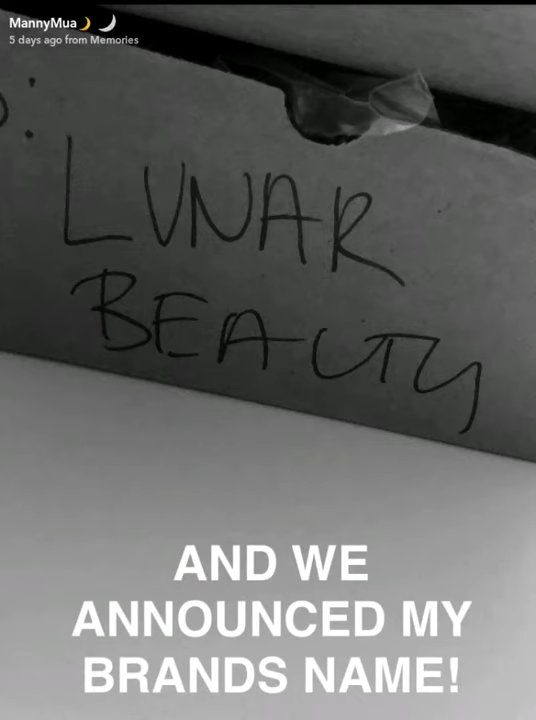 MannyMua🌙 🌙
5 days ago from Memories
:
LUNAR
BEAUTY
AND WE
ANNOUNCED MY
BRANDS NAME!